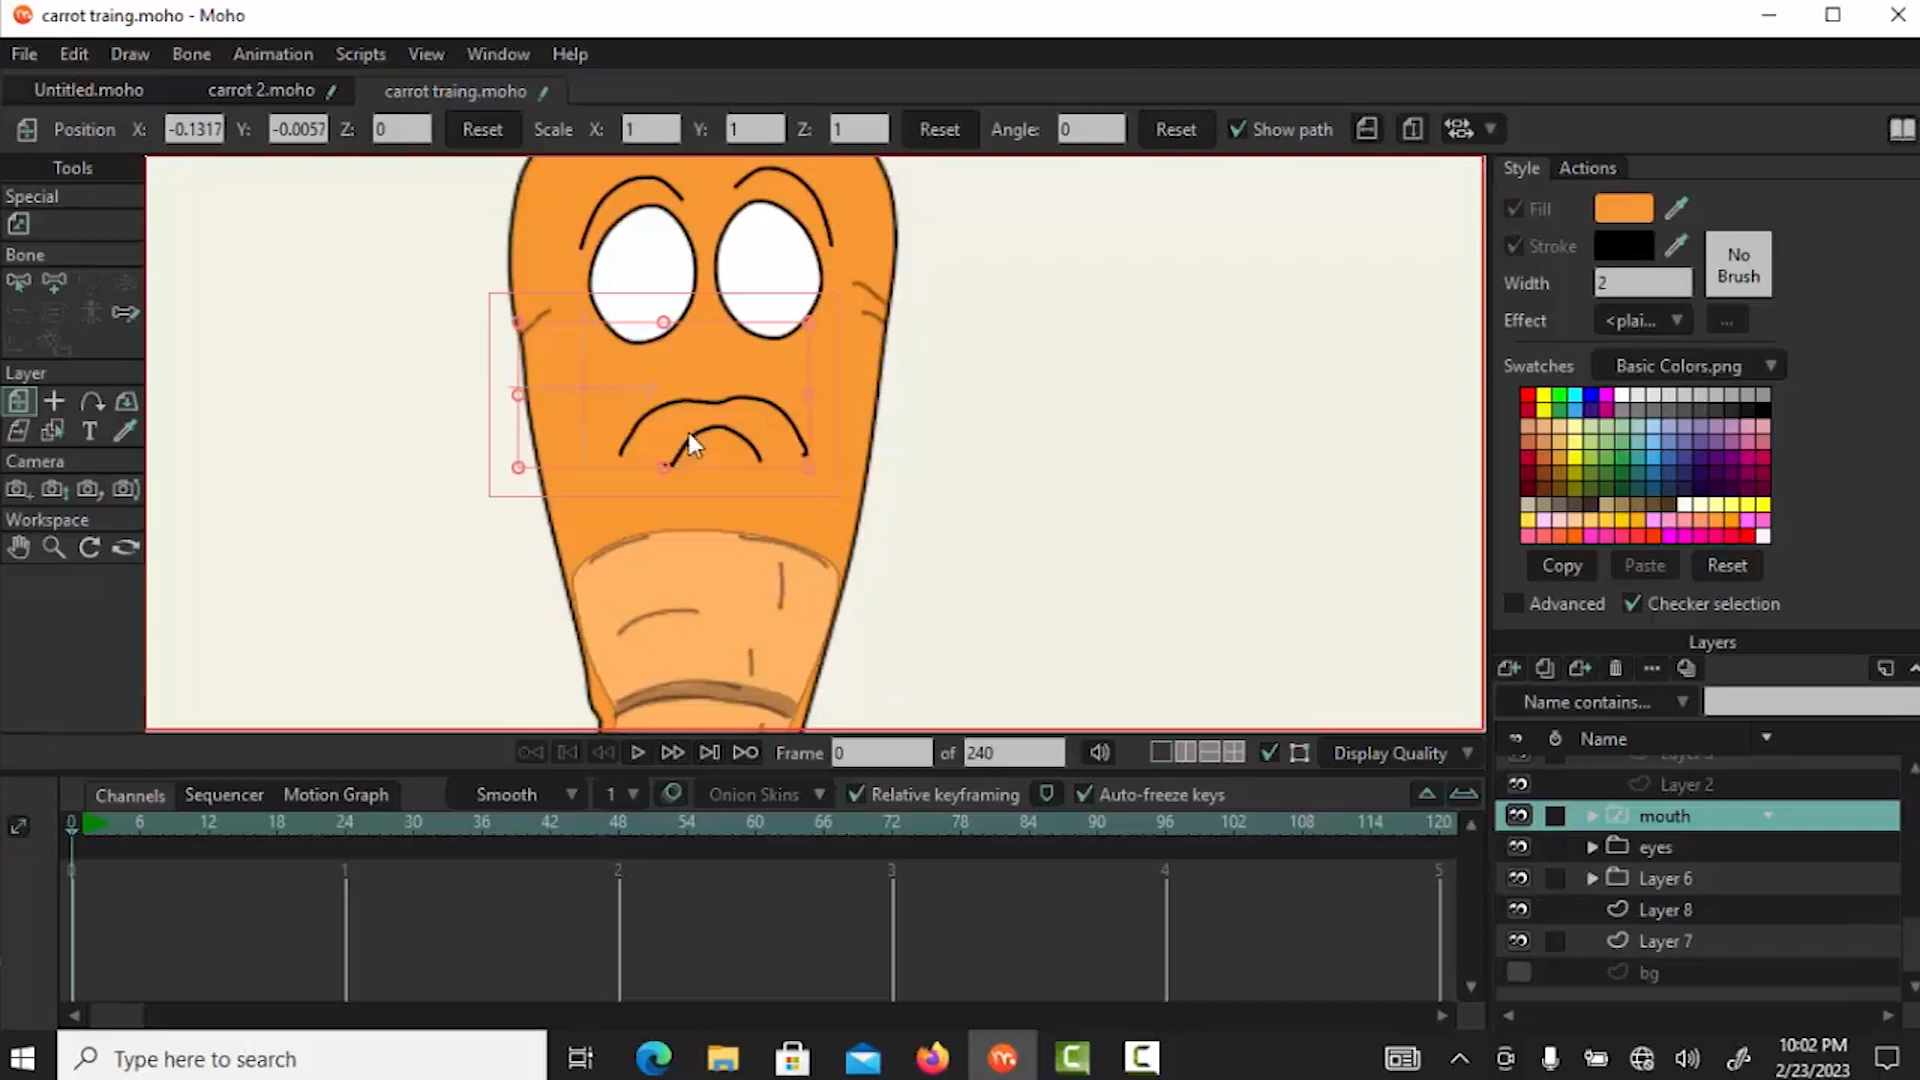 carrot traing.moho - Moho
File Edit Draw Bone Animation Scripts View Window Help
Untitled.moho carrot 2.moho carrot traing.moho
Position X: -0.1317 Y: -0.0057 Z: 0 Reset Scale X: 1 Y: 1 Z: 1 Reset Angle: 0 Reset Show path
Tools
Special
Bone
Layer
T
Camera
Workspace
Style Actions
Fill
Stroke
No
Brush
Width 2
Effect <plai... ...
Swatches Basic Colors.png
Copy Paste Reset
Advanced Checker selection
Layers
Name contains...
Name
Layer 2
mouth
eyes
Layer 6
Layer 8
Layer 7
bg
Frame 0 of 240 Display Quality
Channels Sequencer Motion Graph Smooth 1 Onion Skins Relative keyframing Auto-freeze keys
0 6 12 18 24 30 36 42 48 54 60 66 72 78 84 90 96 102 108 114 120
0 1 2 3 4 5
Type here to search
10:02 PM
2/23/2023